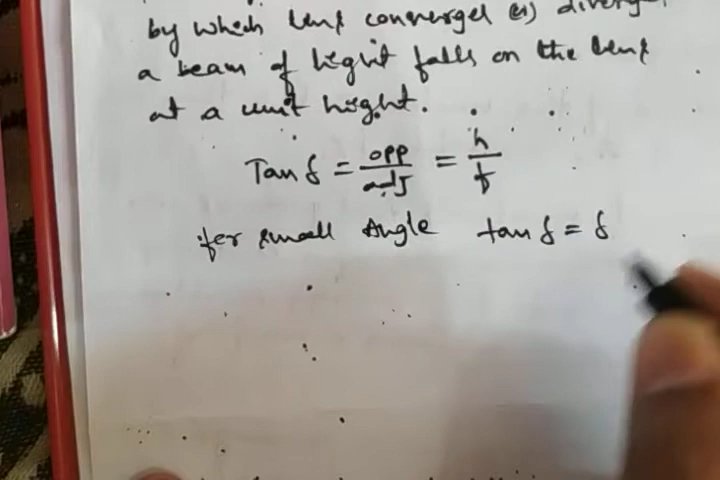 by which lens converges (or) diverges
a beam of light falls on the lens
at a unit hight.
Tan δ = opp/adj = h/f
for small Angle tan δ = δ